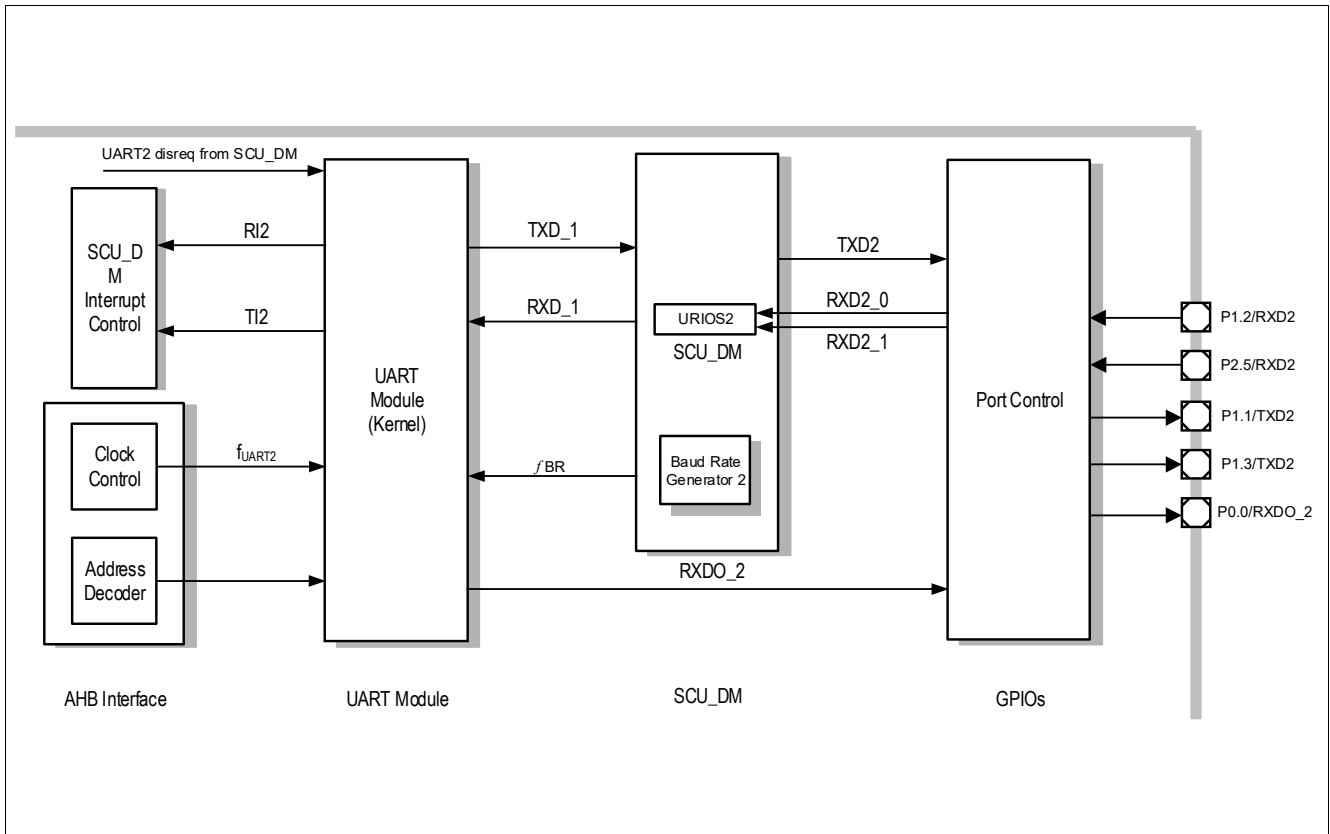 UART2 disreq from SCU_DM
SCU_D
M
Interrupt
Control
RI2
TI2
Clock
Control
fUART2
Address
Decoder
AHB Interface
UART
Module
(Kernel)
UART Module
TXD_1
RXD_1
fBR
RXDO_2
URIOS2
SCU_DM
Baud Rate
Generator 2
SCU_DM
TXD2
RXD2_0
RXD2_1
Port Control
GPIOs
P1.2/RXD2
P2.5/RXD2
P1.1/TXD2
P1.3/TXD2
P0.0/RXDO_2